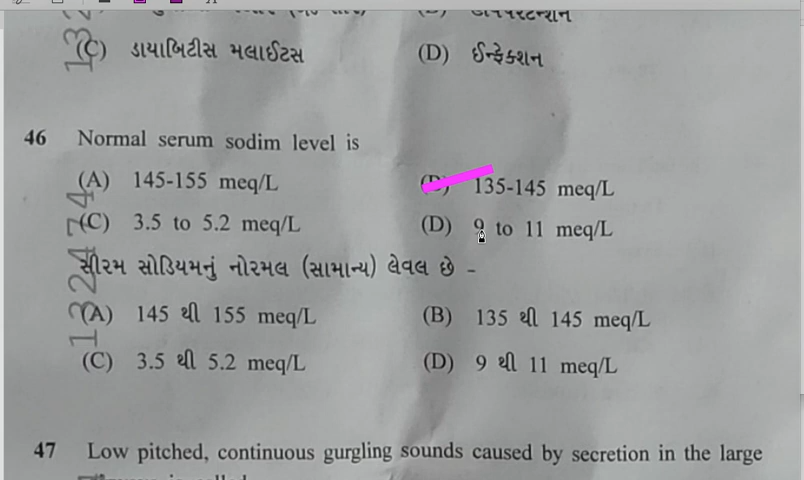 (C) ડાયાબિટીસ મલાઈટસ (D) ઈન્ફેક્શન
46 Normal serum sodim level is
(A) 145-155 meq/L (B) 135-145 meq/L
(C) 3.5 to 5.2 meq/L (D) 9 to 11 meq/L
સીરમ સોડિયમનું નોરમલ (સામાન્ય) લેવલ છે -
(A) 145 થી 155 meq/L (B) 135 થી 145 meq/L
(C) 3.5 થી 5.2 meq/L (D) 9 થી 11 meq/L
47 Low pitched, continuous gurgling sounds caused by secretion in the large